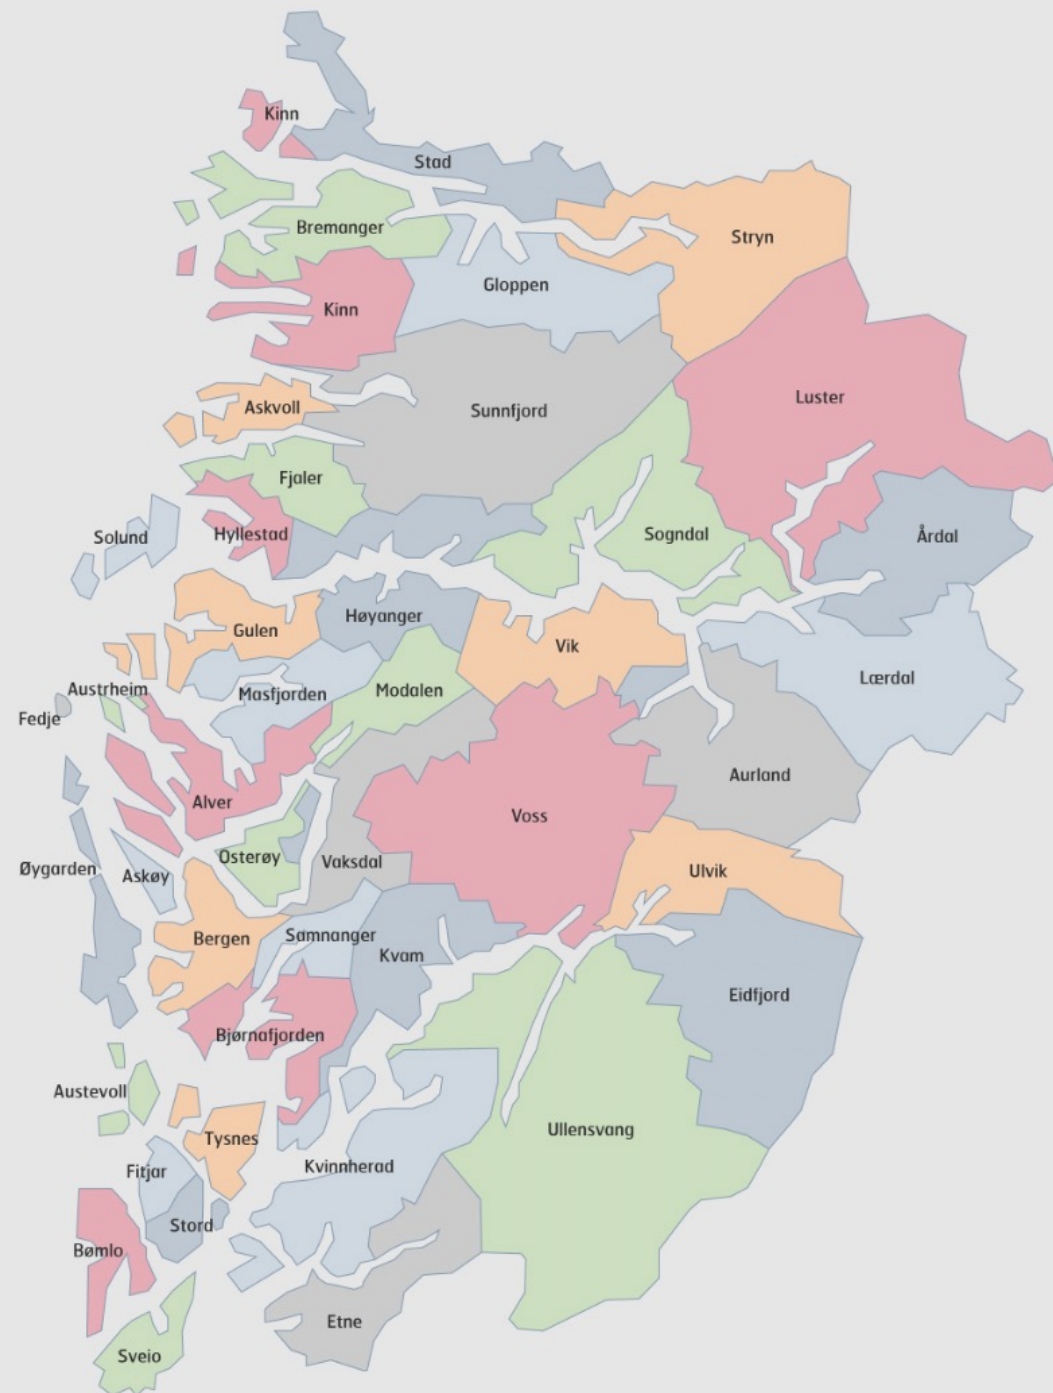 Kinn
Stad
Bremanger
Stryn
Gloppen
Kinn
Luster
Askvoll
Sunnfjord
Fjaler
Hyllestad
Sogndal
Årdal
Solund
Høyanger
Gulen
Vik
Lærdal
Austrheim
Masfjorden
Modalen
Fedje
Aurland
Alver
Voss
Osterøy
Vaksdal
Øygarden
Askøy
Ulvik
Bergen
Samnanger
Kvam
Eidfjord
Bjørnafjorden
Austevoll
Ullensvang
Tysnes
Fitjar
Kvinnherad
Stord
Bømlo
Etne
Sveio